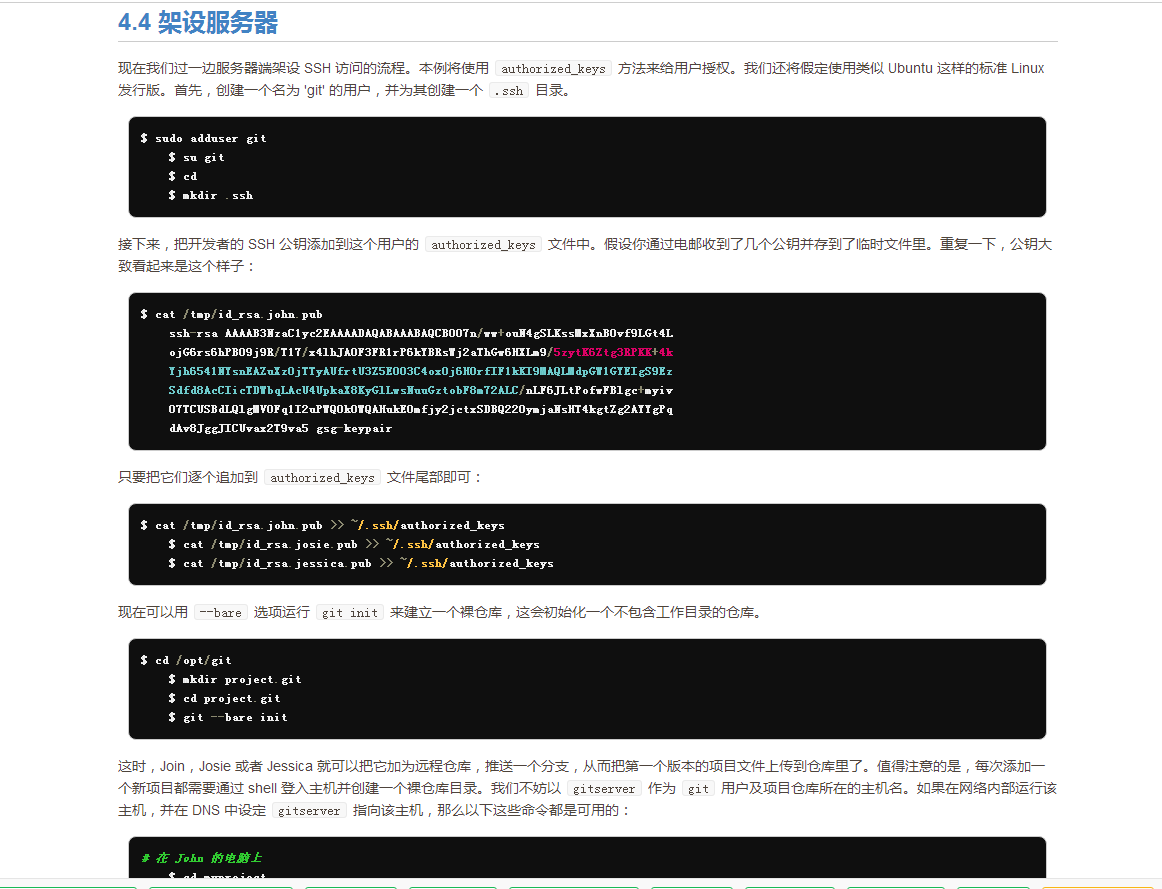 4.4 架设服务器
现在我们过一边服务器端架设 SSH 访问的流程。本例将使用 authorized_keys 方法来给用户授权。我们还将假定使用类似 Ubuntu 这样的标准 Linux
发行版。首先，创建一个名为 'git' 的用户，并为其创建一个 .ssh 目录。
$ sudo adduser git
$ su git
$ cd
$ mkdir .ssh
接下来，把开发者的 SSH 公钥添加到这个用户的 authorized_keys 文件中。假设你通过电邮收到了几个公钥并存到了临时文件里。重复一下，公钥大
致看起来是这个样子：
$ cat /tmp/id_rsa.john.pub
ssh-rsa AAAAB3NzaC1yc2EAAAADAQABAAABAQCB007n/ww+ouN4gSLKssMxXnBOvf9LGt4L
ojG6rs6hPB09j9R/T17/x4lhJA0F3FR1rP6kYBRsWj2aThGw6HXLm9/5zytK6Ztg3RPKK+4k
Yjh6541NYsnEAZuXz0jTTyAUfrtU3Z5E003C4oxOj6H0rfIF1kKI9MAQLMdpGW1GYEIgS9Ez
Sdfd8AcCIicTDWbqLAcU4UpkaX8KyGlLwsNuuGztobF8m72ALC/nLF6JLtPofwFBlgc+myiv
O7TCUSBdLQlgMVOFq1I2uPWQOkOWQAHukEOmfjy2jctxSDBQ220ymjaNsHT4kgtZg2AYYgPq
dAv8JggJICUvax2T9va5 gsg-keypair
只要把它们逐个追加到 authorized_keys 文件尾部即可：
$ cat /tmp/id_rsa.john.pub >> ~/.ssh/authorized_keys
$ cat /tmp/id_rsa.josie.pub >> ~/.ssh/authorized_keys
$ cat /tmp/id_rsa.jessica.pub >> ~/.ssh/authorized_keys
现在可以用 --bare 选项运行 git init 来建立一个裸仓库，这会初始化一个不包含工作目录的仓库。
$ cd /opt/git
$ mkdir project.git
$ cd project.git
$ git --bare init
这时，Join，Josie 或者 Jessica 就可以把它加为远程仓库，推送一个分支，从而把第一个版本的项目文件上传到仓库里了。值得注意的是，每次添加一
个新项目都需要通过 shell 登入主机并创建一个裸仓库目录。我们不妨以 gitserver 作为 git 用户及项目仓库所在的主机名。如果在网络内部运行该
主机，并在 DNS 中设定 gitserver 指向该主机，那么以下这些命令都是可用的：
# 在 John 的电脑上
$ cd myproject